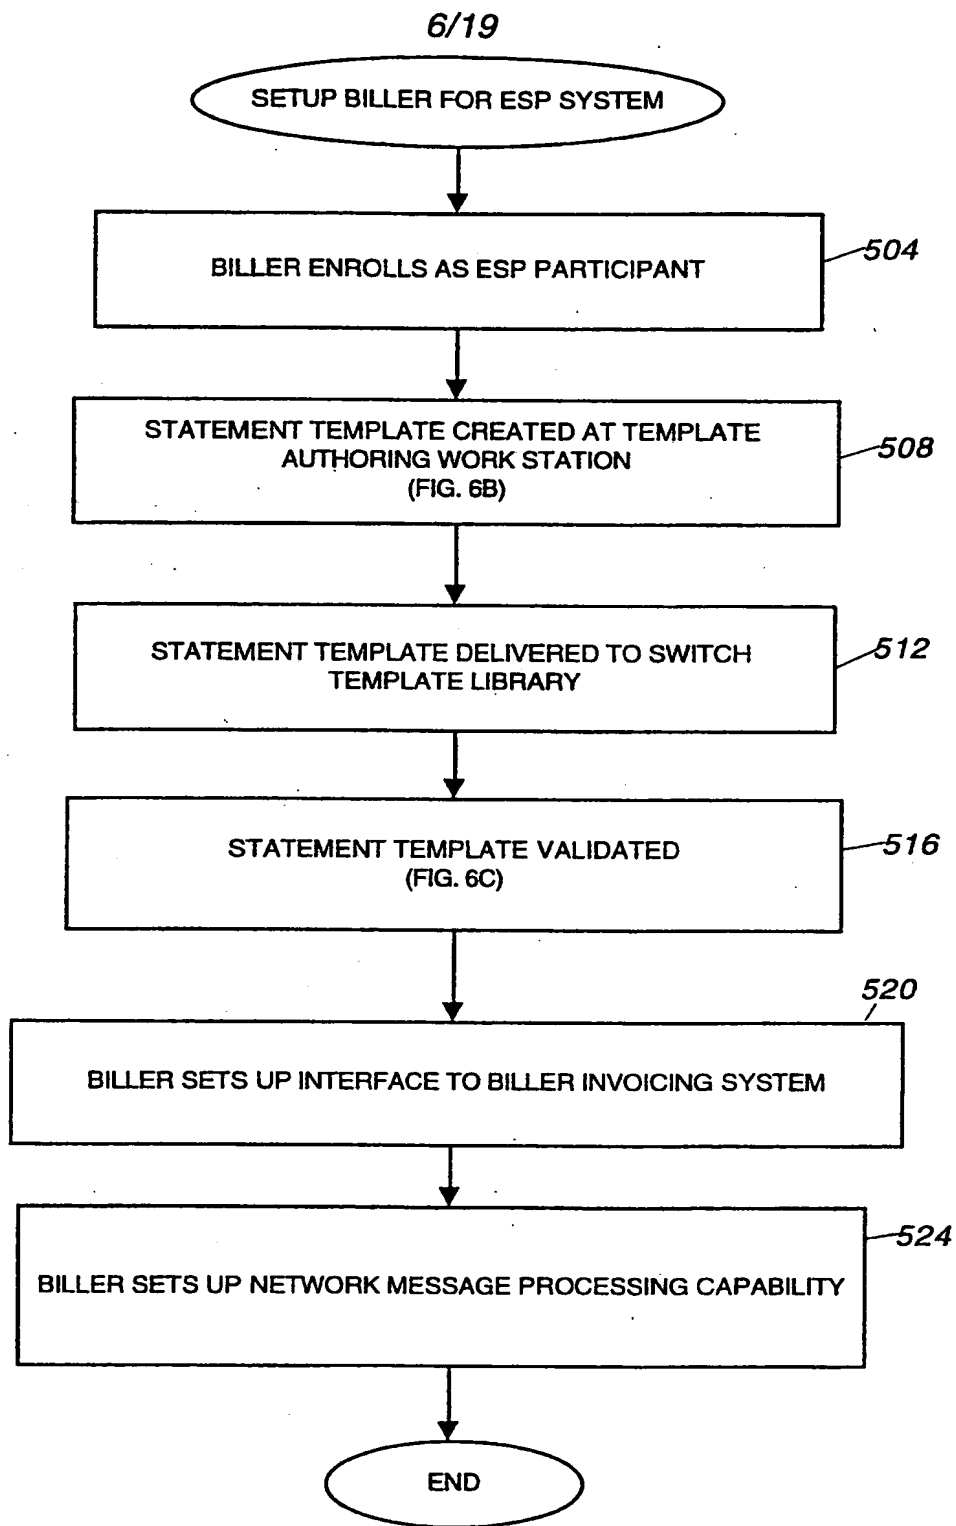 6/19
SETUP BILLER FOR ESP SYSTEM
BILLER ENROLLS AS ESP PARTICIPANT
504
STATEMENT TEMPLATE CREATED AT TEMPLATE
AUTHORING WORK STATION
(FIG. 6B)
508
STATEMENT TEMPLATE DELIVERED TO SWITCH
TEMPLATE LIBRARY
512
STATEMENT TEMPLATE VALIDATED
(FIG. 6C)
516
520
BILLER SETS UP INTERFACE TO BILLER INVOICING SYSTEM
524
BILLER SETS UP NETWORK MESSAGE PROCESSING CAPABILITY
END